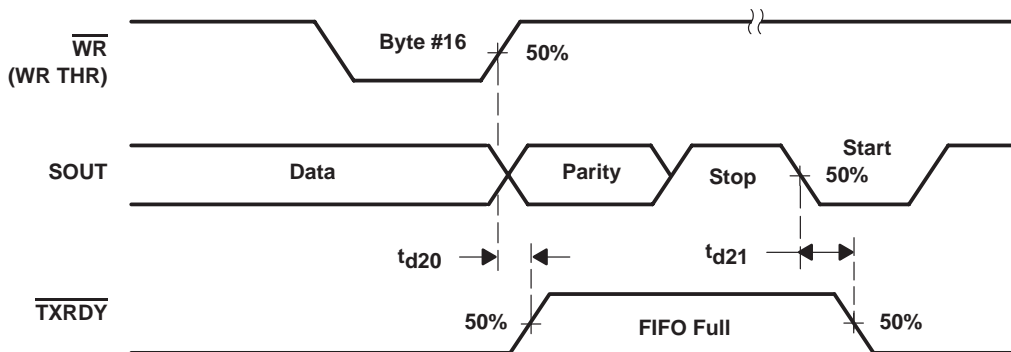 WR
(WR THR)
Byte #16
50%
SOUT
Data
Parity
Stop
Start
50%
td20
td21
TXRDY
50%
FIFO Full
50%